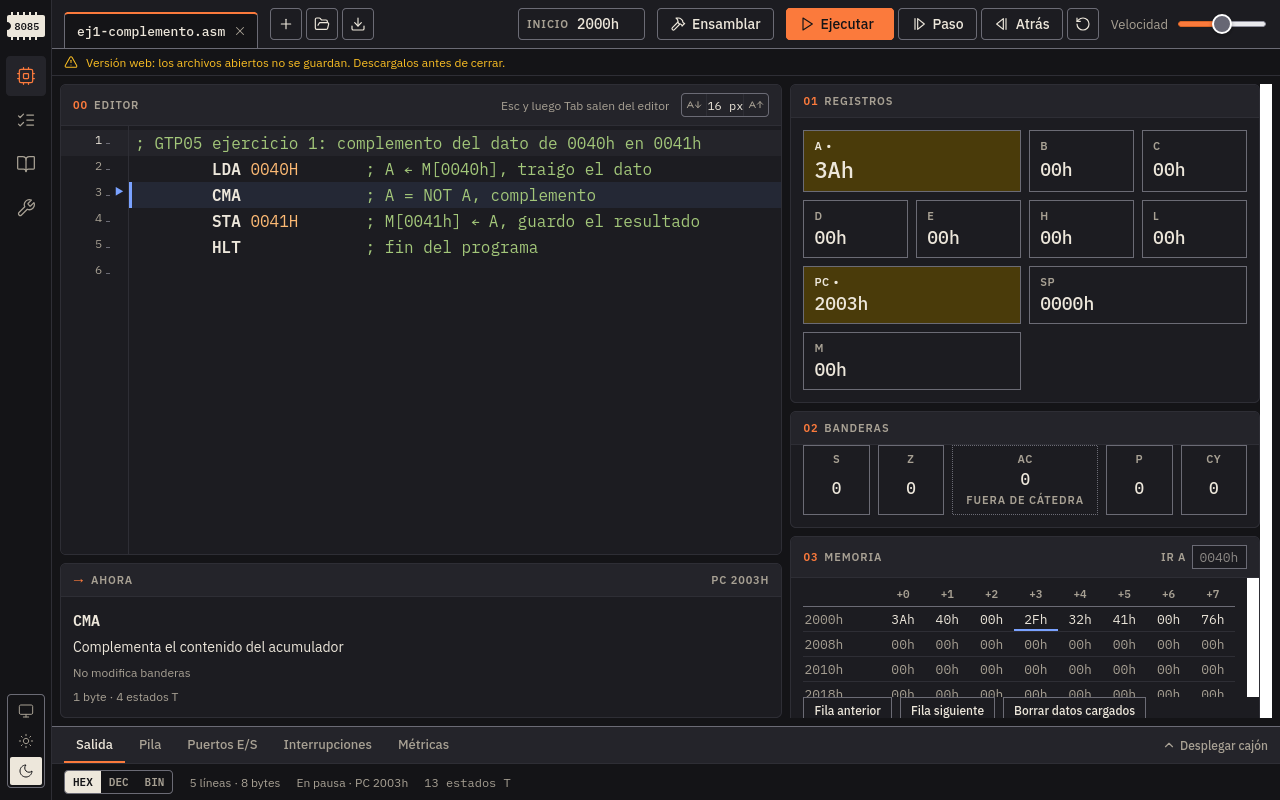 8085
ej1-complemento.asm
INICIO 2000h
Ensamblar
Ejecutar
Paso
Atrás
Velocidad
Versión web: los archivos abiertos no se guardan. Descargalos antes de cerrar.
00 EDITOR
Esc y luego Tab salen del editor
A↓ 16 px A↑
1 ; GTP05 ejercicio 1: complemento del dato de 0040h en 0041h
2 LDA 0040H ; A ← M[0040h], traigo el dato
3 CMA ; A = NOT A, complemento
4 STA 0041H ; M[0041h] ← A, guardo el resultado
5 HLT ; fin del programa
6
→ AHORA
PC 2003H
CMA
Complementa el contenido del acumulador
No modifica banderas
1 byte · 4 estados T
01 REGISTROS
A •
3Ah
B
00h
C
00h
D
00h
E
00h
H
00h
L
00h
PC •
2003h
SP
0000h
M
00h
02 BANDERAS
S
0
Z
0
AC
0
FUERA DE CÁTEDRA
P
0
CY
0
03 MEMORIA
IR A 0040h
+0 +1 +2 +3 +4 +5 +6 +7
2000h 3Ah 40h 00h 2Fh 32h 41h 00h 76h
2008h 00h 00h 00h 00h 00h 00h 00h 00h
2010h 00h 00h 00h 00h 00h 00h 00h 00h
2018h 00h 00h 00h 00h 00h 00h 00h 00h
Fila anterior
Fila siguiente
Borrar datos cargados
Salida Pila Puertos E/S Interrupciones Métricas
Desplegar cajón
HEX DEC BIN
5 líneas · 8 bytes
En pausa · PC 2003h
13 estados T